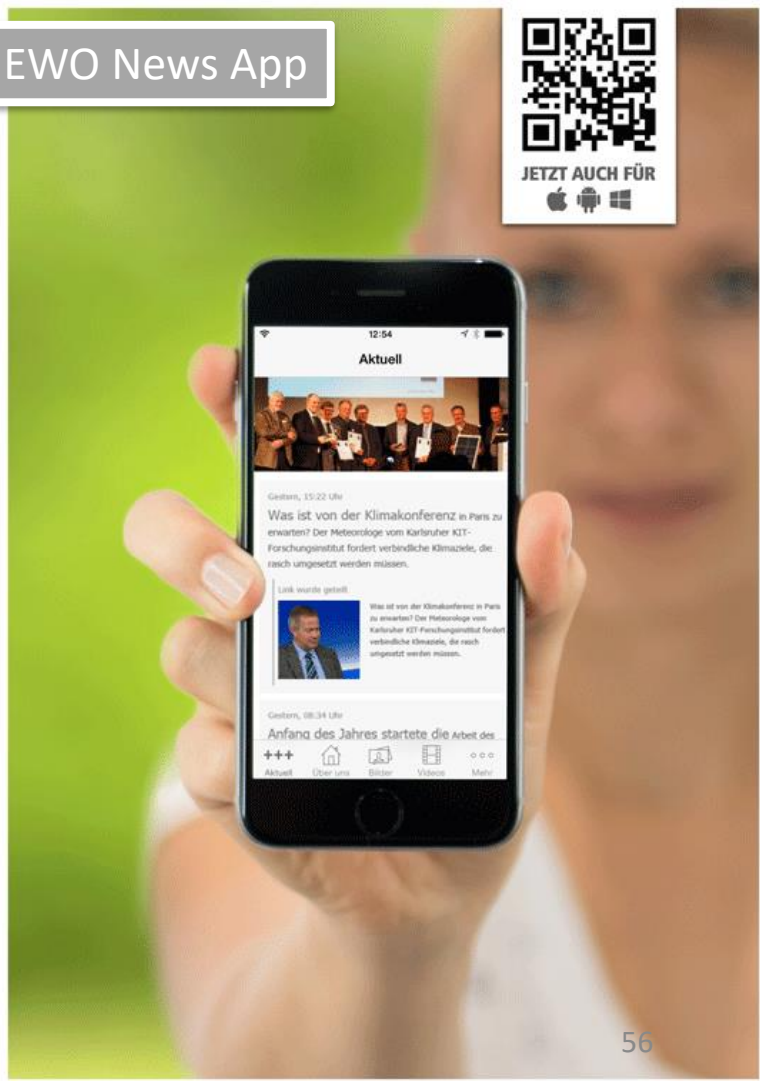 EWO News App
JETZT AUCH FÜR
12:54
Aktuell
Gestern, 15:22 Uhr
Was ist von der Klimakonferenz in Paris zu
erwarten? Der Meteorologe vom Karlsruher KIT-
Forschungsinstitut fordert verbindliche Klimaziele, die
rasch umgesetzt werden müssen.
Link wurde geteilt
Was ist von der Klimakonferenz in Paris
zu erwarten? Der Meteorologe vom
Karlsruher KIT-Forschungsinstitut fordert
verbindliche Klimaziele, die rasch
umgesetzt werden müssen.
Gestern, 08:34 Uhr
Anfang des Jahres startete die Arbeit des
+++
Aktuell Über uns Bilder Videos Mehr
56